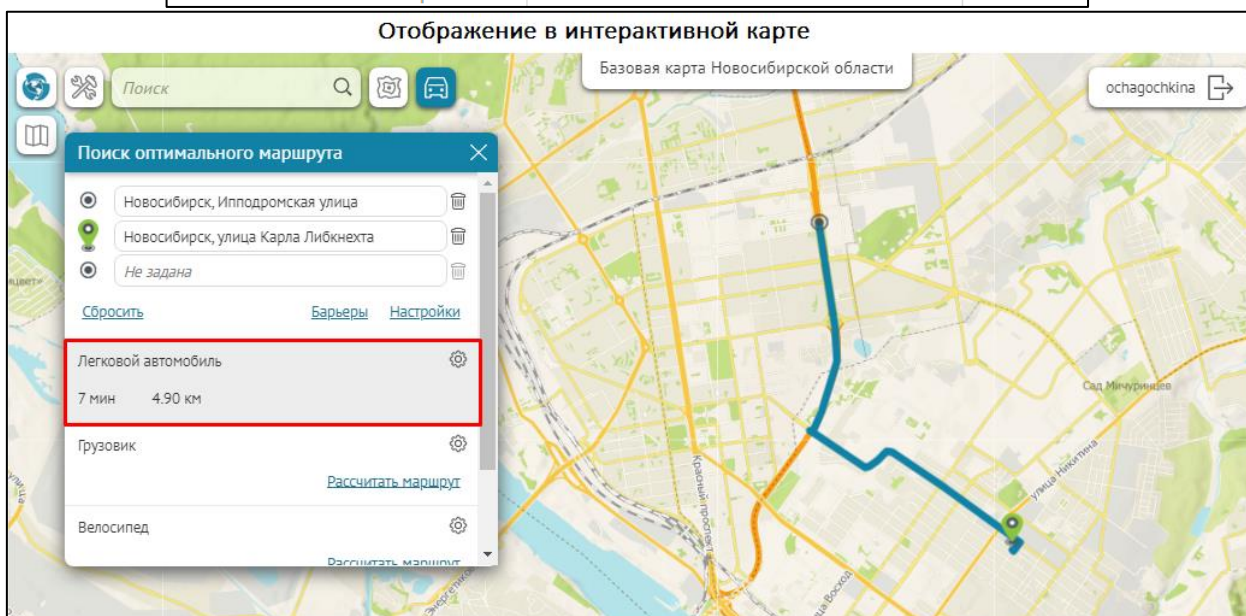 Отображение в интерактивной карте
Базовая карта Новосибирской области
Поиск
ochagochkina
Поиск оптимального маршрута
Новосибирск, Ипподромская улица
Новосибирск, улица Карла Либкнехта
Не задана
Сбросить Барьеры Настройки
Легковой автомобиль
7 мин 4.90 км
Грузовик
Рассчитать маршрут
Велосипед
Рассчитать маршрут
Сад Мичуринцев
улица Никитина
Красный проспект
улица Восход